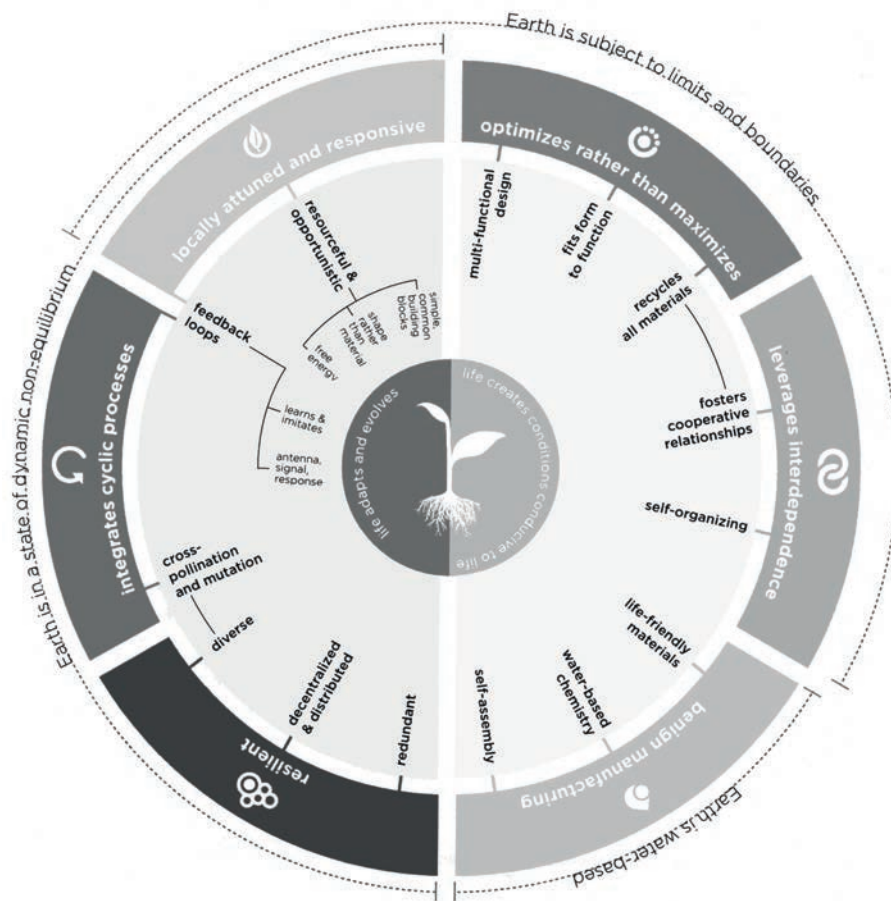 Earth is subject to limits and boundaries
optimizes rather than maximizes
multi-functional
design
fits form
to function
recycles
all materials
leverages interdependence
fosters
cooperative
relationships
self-organizing
benign manufacturing
life-friendly
materials
water-based
chemistry
self-assembly
Earth is water-based
resilient
redundant
decentralized
& distributed
diverse
cross-
pollination
and mutation
integrates cyclic processes
Earth is in a state of dynamic non-equilibrium
feedback
loops
learns &
imitates
antenna,
signal,
response
locally attuned and responsive
resourceful &
opportunistic
free
energy
shape
rather
than
material
simple,
common
building
blocks
life adapts and evolves
life creates conditions conducive to life